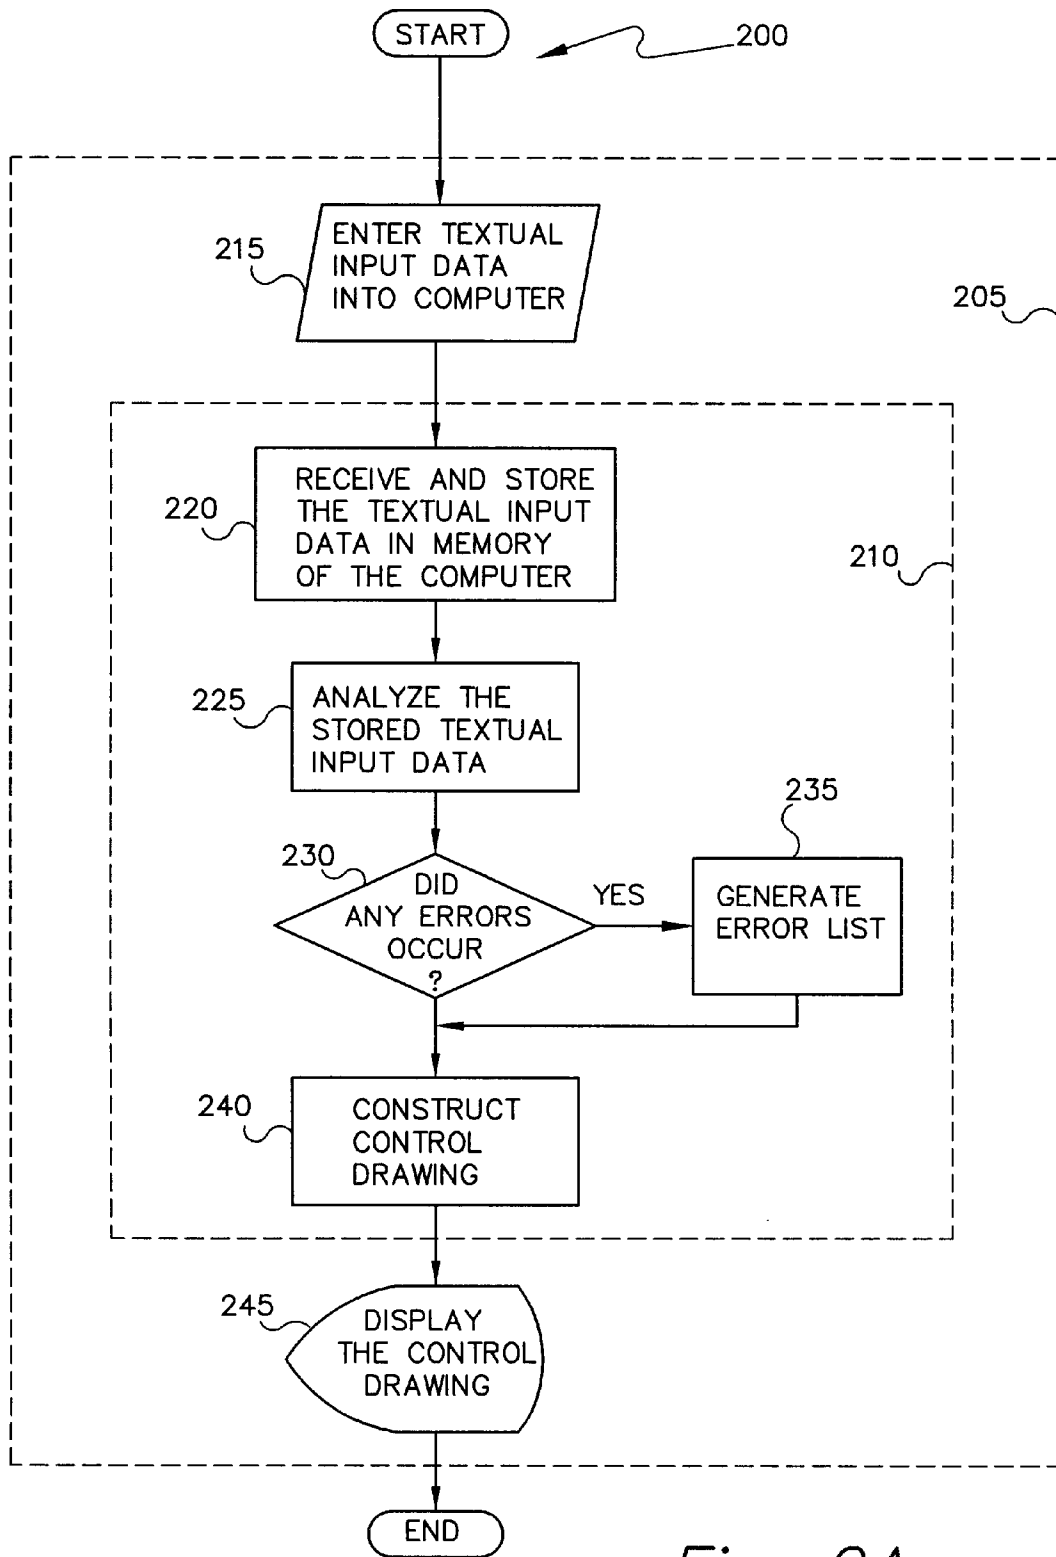 START
200
215
ENTER TEXTUAL
INPUT DATA
INTO COMPUTER
205
220
RECEIVE AND STORE
THE TEXTUAL INPUT
DATA IN MEMORY
OF THE COMPUTER
210
225
ANALYZE THE
STORED TEXTUAL
INPUT DATA
230
DID
ANY ERRORS
OCCUR
?
YES
235
GENERATE
ERROR LIST
240
CONSTRUCT
CONTROL
DRAWING
245
DISPLAY
THE CONTROL
DRAWING
END